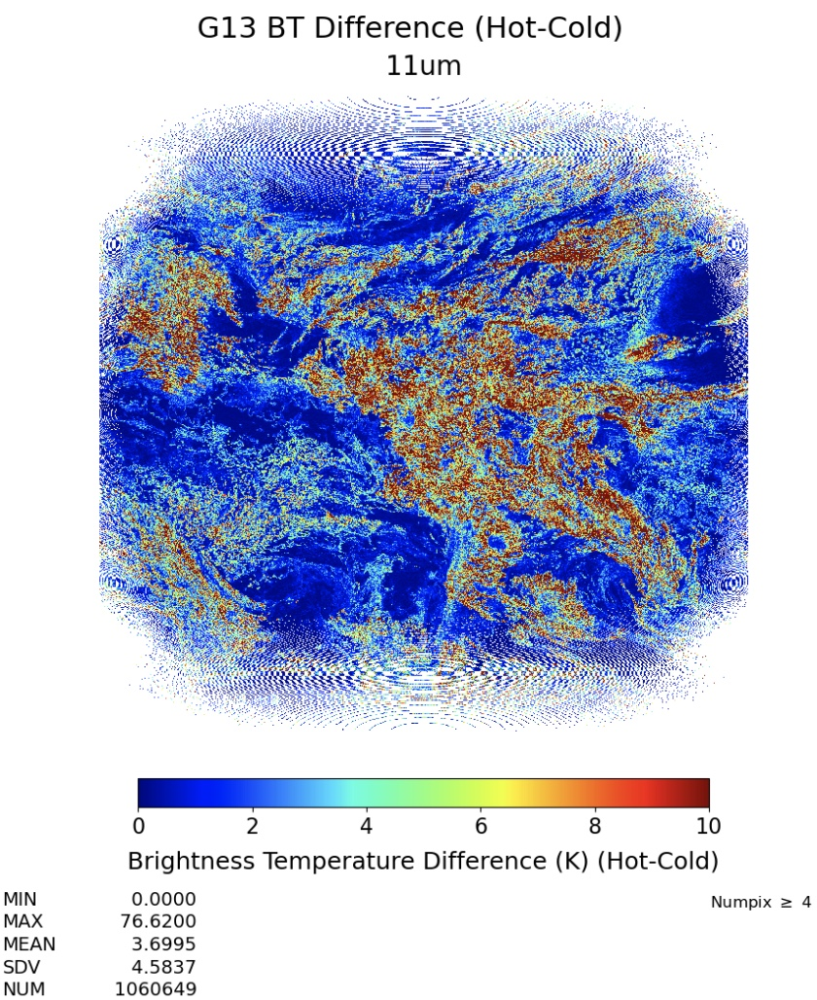 G13 BT Difference (Hot-Cold)
11um
0 2 4 6 8 10
Brightness Temperature Difference (K) (Hot-Cold)
MIN 0.0000
MAX 76.6200
MEAN 3.6995
SDV 4.5837
NUM 1060649
Numpix ≥ 4